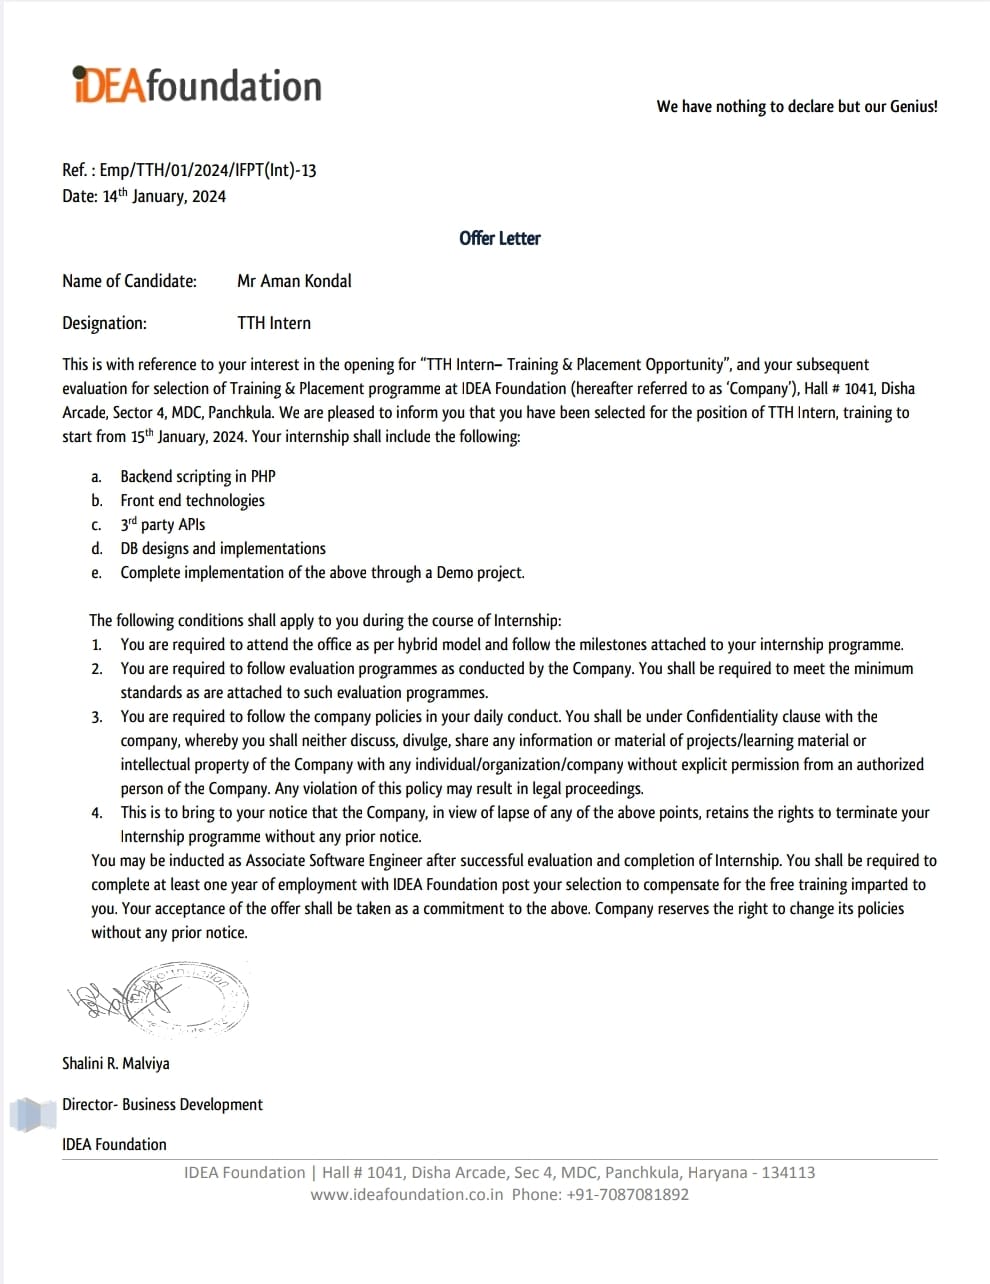 iDEAfoundation
We have nothing to declare but our Genius!
Ref. : Emp/TTH/01/2024/IFPT(Int)-13
Date: 14th January, 2024
Offer Letter
Name of Candidate: Mr Aman Kondal
Designation: TTH Intern
This is with reference to your interest in the opening for “TTH Intern– Training & Placement Opportunity”, and your subsequent
evaluation for selection of Training & Placement programme at IDEA Foundation (hereafter referred to as ‘Company’), Hall # 1041, Disha
Arcade, Sector 4, MDC, Panchkula. We are pleased to inform you that you have been selected for the position of TTH Intern, training to
start from 15th January, 2024. Your internship shall include the following:
a. Backend scripting in PHP
b. Front end technologies
c. 3rd party APIs
d. DB designs and implementations
e. Complete implementation of the above through a Demo project.
The following conditions shall apply to you during the course of Internship:
1. You are required to attend the office as per hybrid model and follow the milestones attached to your internship programme.
2. You are required to follow evaluation programmes as conducted by the Company. You shall be required to meet the minimum
standards as are attached to such evaluation programmes.
3. You are required to follow the company policies in your daily conduct. You shall be under Confidentiality clause with the
company, whereby you shall neither discuss, divulge, share any information or material of projects/learning material or
intellectual property of the Company with any individual/organization/company without explicit permission from an authorized
person of the Company. Any violation of this policy may result in legal proceedings.
4. This is to bring to your notice that the Company, in view of lapse of any of the above points, retains the rights to terminate your
Internship programme without any prior notice.
You may be inducted as Associate Software Engineer after successful evaluation and completion of Internship. You shall be required to
complete at least one year of employment with IDEA Foundation post your selection to compensate for the free training imparted to
you. Your acceptance of the offer shall be taken as a commitment to the above. Company reserves the right to change its policies
without any prior notice.
Shalini R. Malviya
Director- Business Development
IDEA Foundation
IDEA Foundation | Hall # 1041, Disha Arcade, Sec 4, MDC, Panchkula, Haryana - 134113
www.ideafoundation.co.in Phone: +91-7087081892